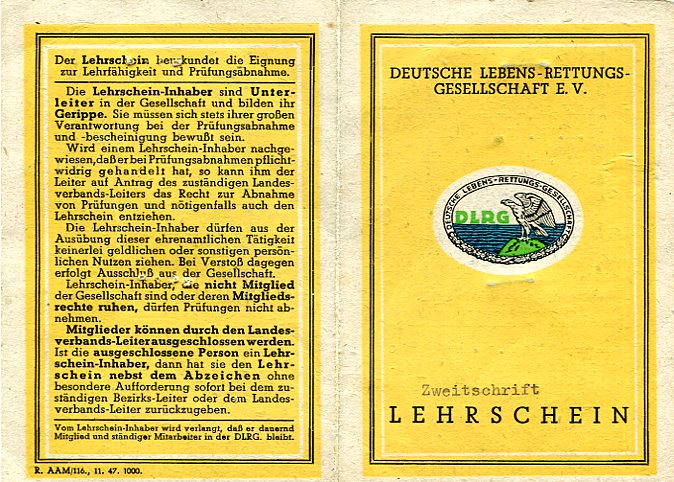 Der Lehrschein beurkundet die Eignung
zur Lehrfähigkeit und Prüfungsabnahme.
Die Lehrschein-Inhaber sind Unter-
leiter in der Gesellschaft und bilden ihr
Gerippe. Sie müssen sich stets ihrer großen
Verantwortung bei der Prüfungsabnahme
und -bescheinigung bewußt sein.
Wird einem Lehrschein-Inhaber nachge-
wiesen, daß er bei Prüfungsabnahmen pflicht-
widrig gehandelt hat, so kann ihm der
Leiter auf Antrag des zuständigen Landes-
verbands-Leiters das Recht zur Abnahme
von Prüfungen und nötigenfalls auch den
Lehrschein entziehen.
Die Lehrschein-Inhaber dürfen aus der
Ausübung dieser ehrenamtlichen Tätigkeit
keinerlei geldlichen oder sonstigen persön-
lichen Nutzen ziehen. Bei Verstoß dagegen
erfolgt Ausschluß aus der Gesellschaft.
Lehrschein-Inhaber, die nicht Mitglied
der Gesellschaft sind oder deren Mitglieds-
rechte ruhen, dürfen Prüfungen nicht ab-
nehmen.
Mitglieder können durch den Landes-
verbands-Leiter ausgeschlossen werden.
Ist die ausgeschlossene Person ein Lehr-
schein-Inhaber, dann hat sie den Lehr-
schein nebst dem Abzeichen ohne
besondere Aufforderung sofort bei dem zu-
ständigen Bezirks-Leiter oder dem Landes-
verbands-Leiter zurückzugeben.
Vom Lehrschein-Inhaber wird verlangt, daß er dauernd
Mitglied und ständiger Mitarbeiter in der DLRG. bleibt.
R. AAM/116., 11. 47. 1000.
DEUTSCHE LEBENS-RETTUNGS-
GESELLSCHAFT E. V.
DEUTSCHE LEBENS-RETTUNGS-GESELLSCHAFT E.V.
DLRG
Zweitschrift
LEHRSCHEIN